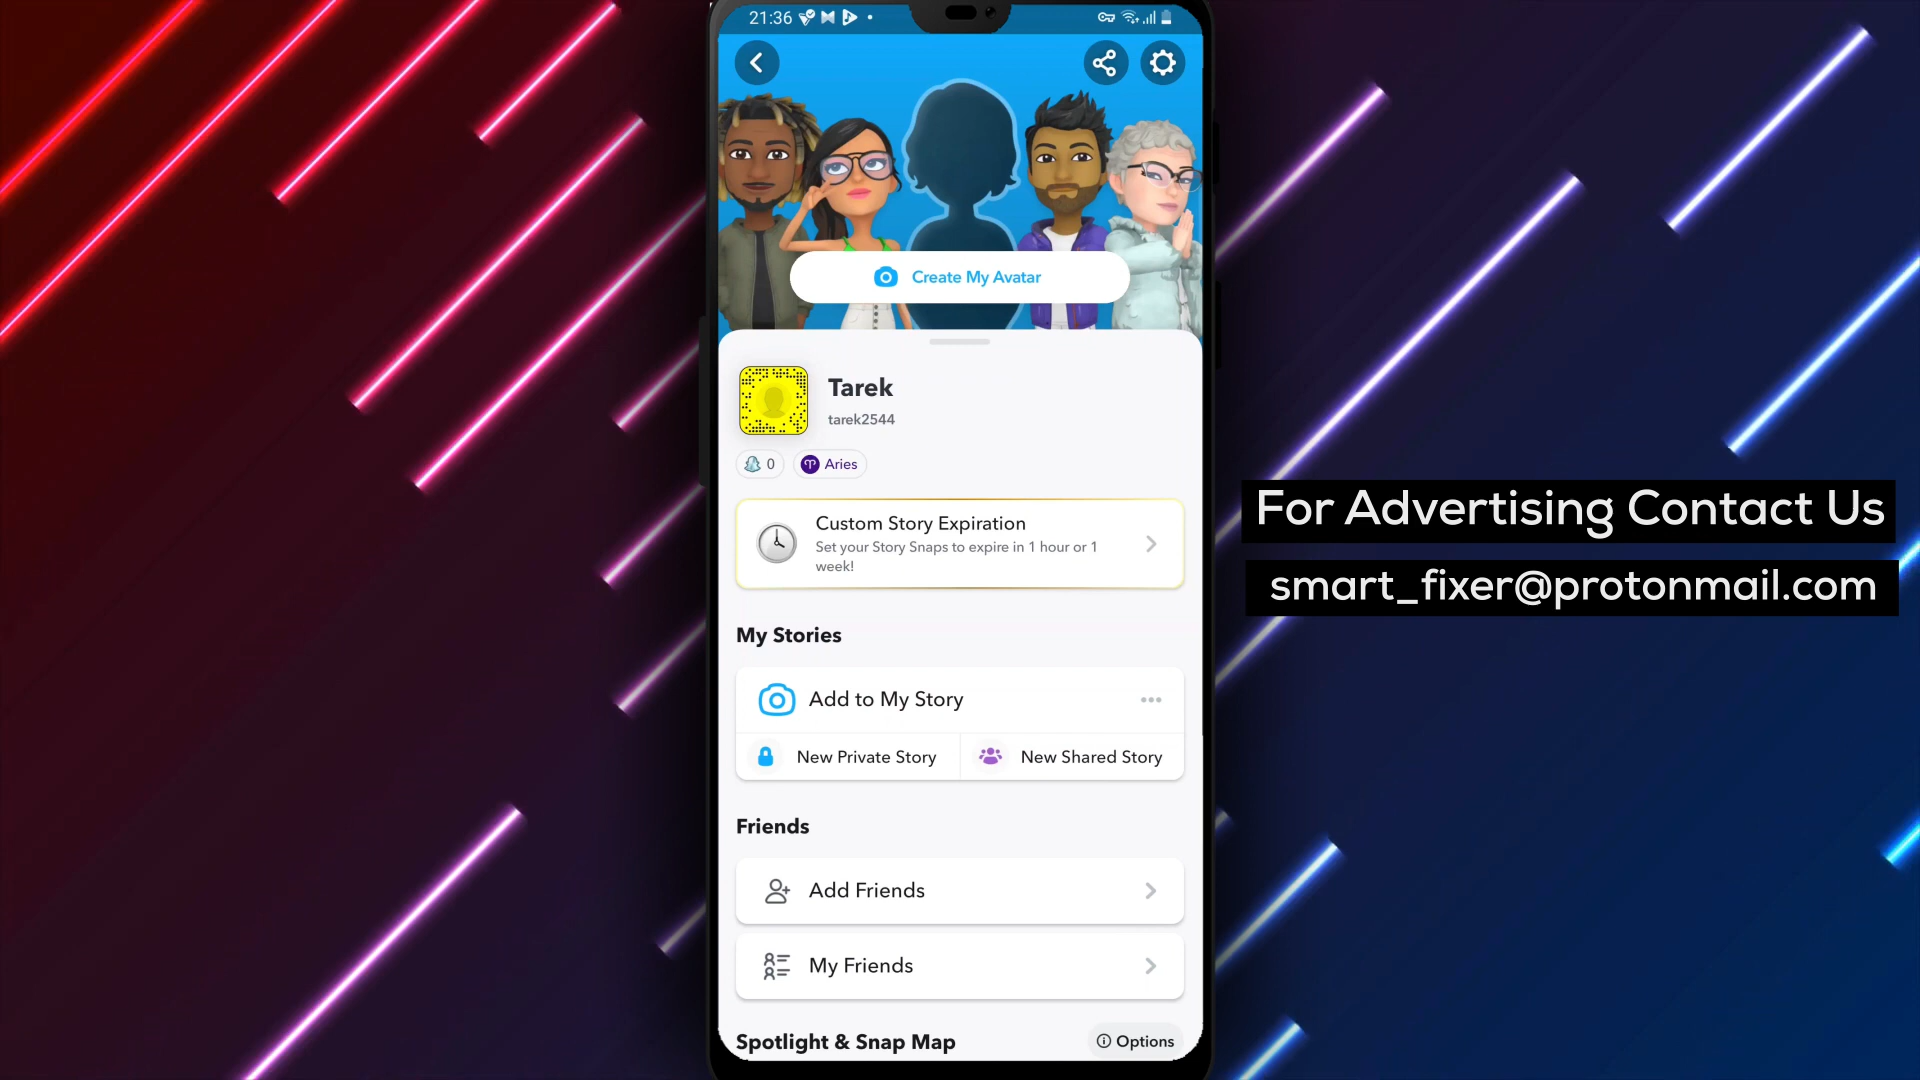 21:36
Create My Avatar
Tarek
tarek2544
0
Aries
Custom Story Expiration
Set your Story Snaps to expire in 1 hour or 1
week!
My Stories
Add to My Story
New Private Story
New Shared Story
Friends
Add Friends
My Friends
Spotlight & Snap Map
Options
For Advertising Contact Us
smart_fixer@protonmail.com